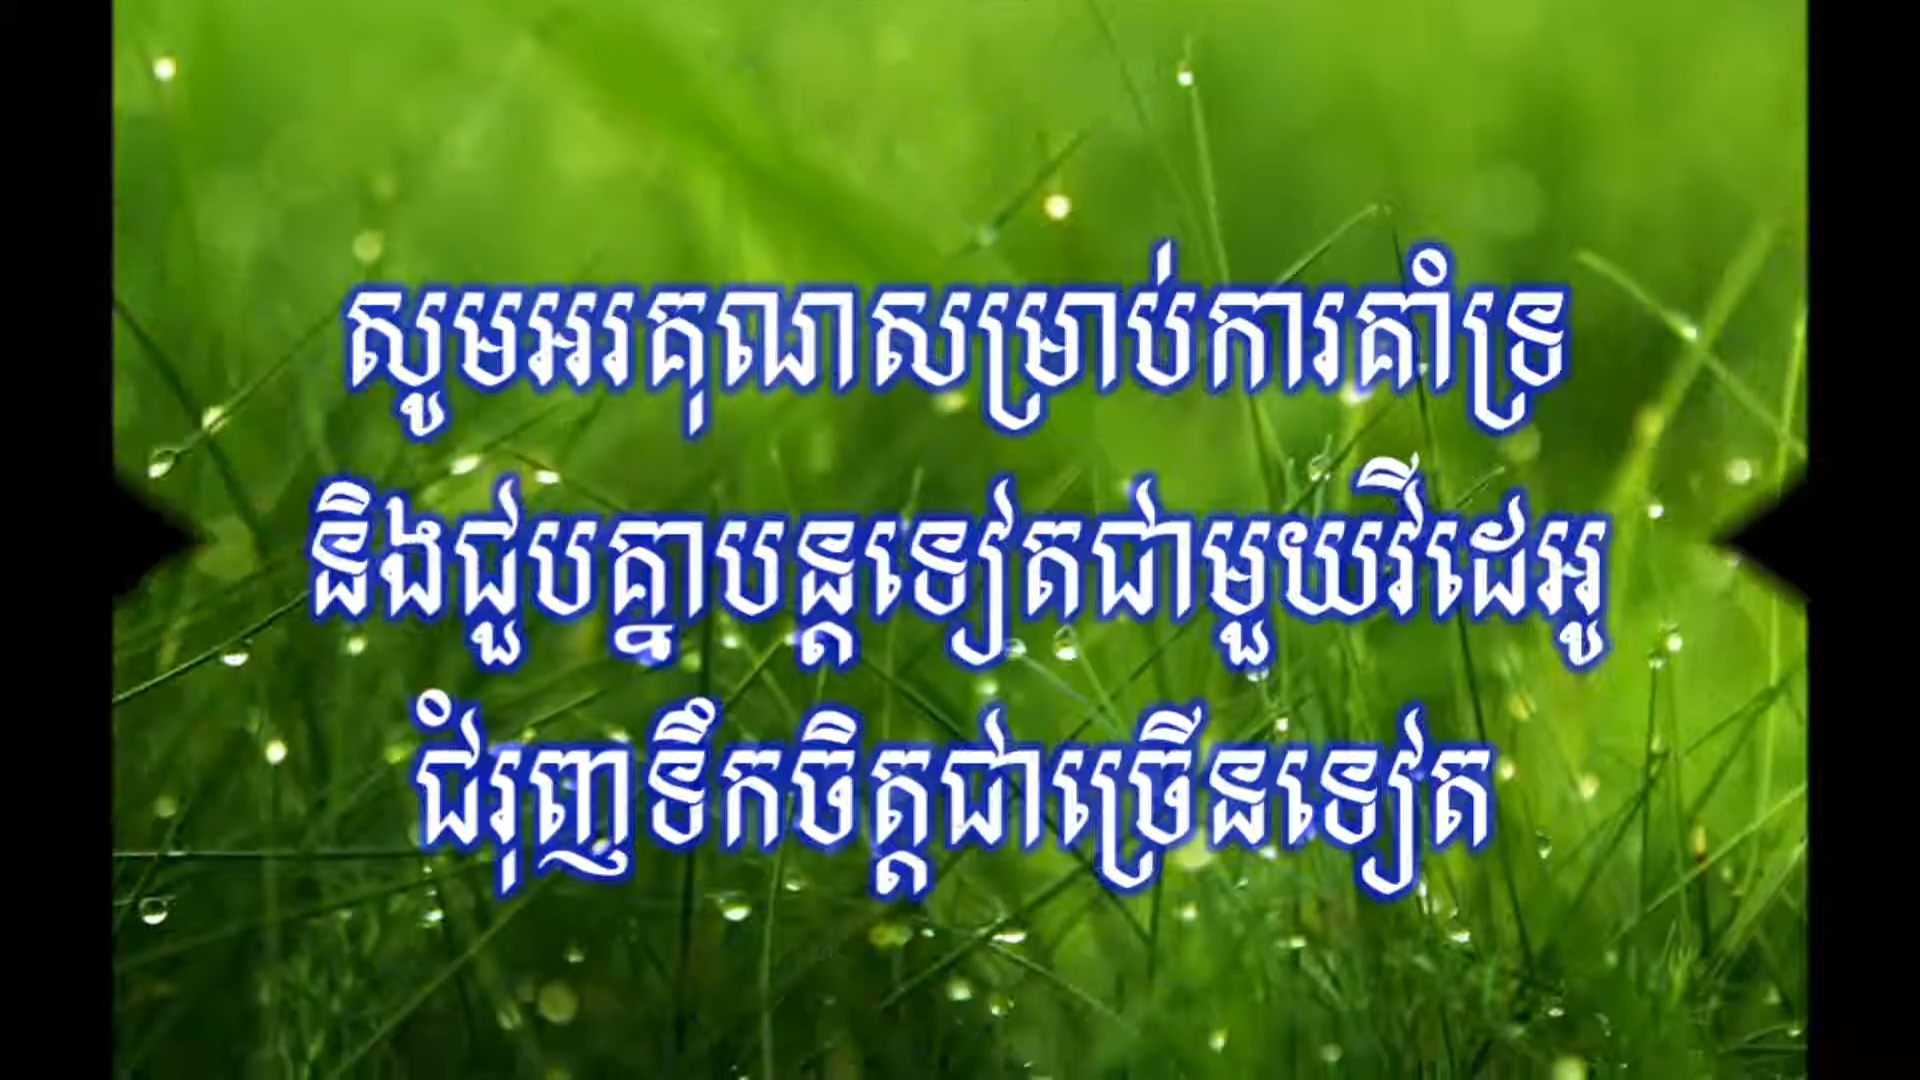 សូមអរគុណសម្រាប់ការគាំទ្រ
និងជួបគ្នាបន្តទៀតជាមួយវីដេអូ
ជំរុញទឹកចិត្តជាច្រើនទៀត